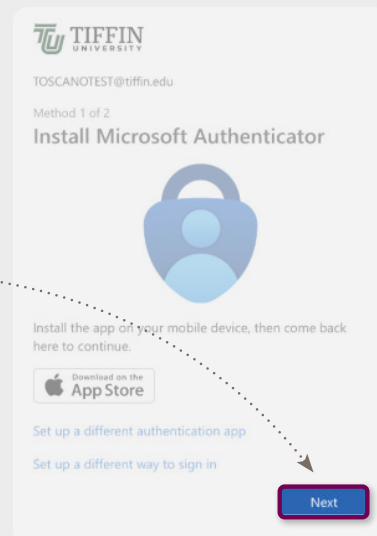 TU TIFFIN
UNIVERSITY
TOSCANOTEST@tiffin.edu
Method 1 of 2
Install Microsoft Authenticator
Install the app on your mobile device, then come back
here to continue.
Download on the
App Store
Set up a different authentication app
Set up a different way to sign in
Next